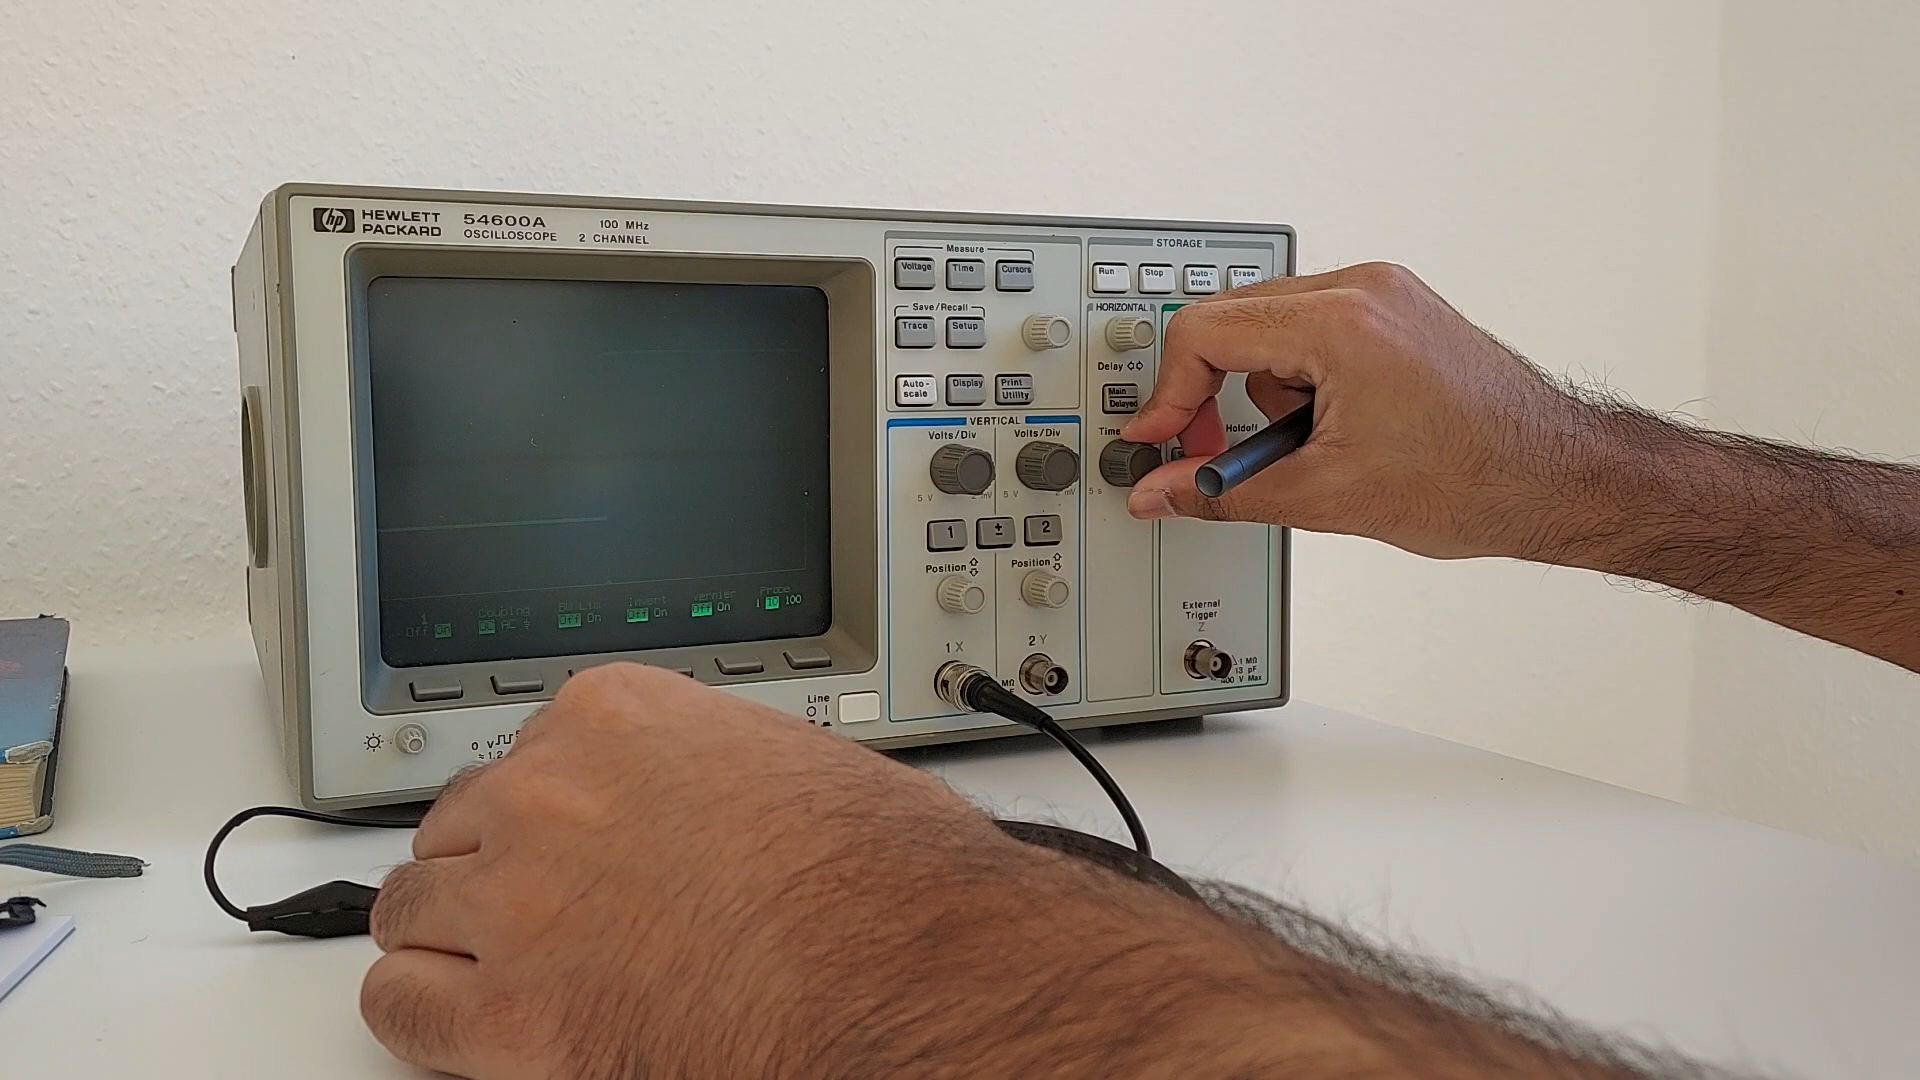 hp HEWLETT PACKARD
54600A
OSCILLOSCOPE
100 MHz
2 CHANNEL
Measure
Voltage
Time
Cursors
Save/Recall
Trace
Setup
Auto-
scale
Display
Print
Utility
STORAGE
Run
Stop
Auto-
store
Erase
HORIZONTAL
Delay
Main
Delayed
Time
5 s
Holdoff
VERTICAL
Volts/Div
Volts/Div
5 V
2 mV
5 V
2 mV
1
±
2
Position
Position
1 X
2 Y
MΩ
External
Trigger
Z
1 MΩ
13 pF
400 V Max
1
Off On
Coupling
DC AC
BW Lim
Off On
Invert
Off On
Vernier
Off On
Probe
1 10 100
Line
0 V
≈ 1.2